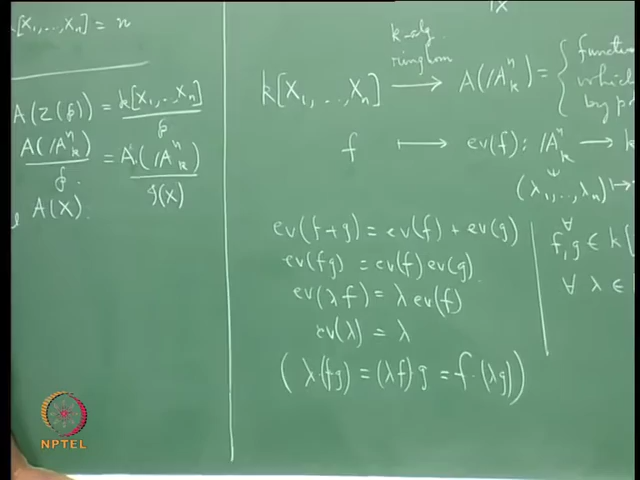 [X₁,...,Xₙ] = n
A(Z(𝔭)) = k[X₁,...,Xₙ] / 𝔭
A(/Aⁿₖ) / 𝔭 = A(/Aⁿₖ) / 𝔭(X)
A(X).
k-alg.
ring hom
k[X₁,...,Xₙ] ⟶ A(/Aⁿₖ) = {
which
by
f ⟼ ev(f): /Aⁿₖ ⟶ k
(λ₁,...,λₙ) ↦
ev(f+g) = ev(f) + ev(g)
ev(fg) = ev(f) ev(g)
ev(λf) = λ ev(f)
ev(λ) = λ
(λ(fg) = (λf)g = f·(λg))
∀
f,g ∈ k[
∀ λ ∈
NPTEL